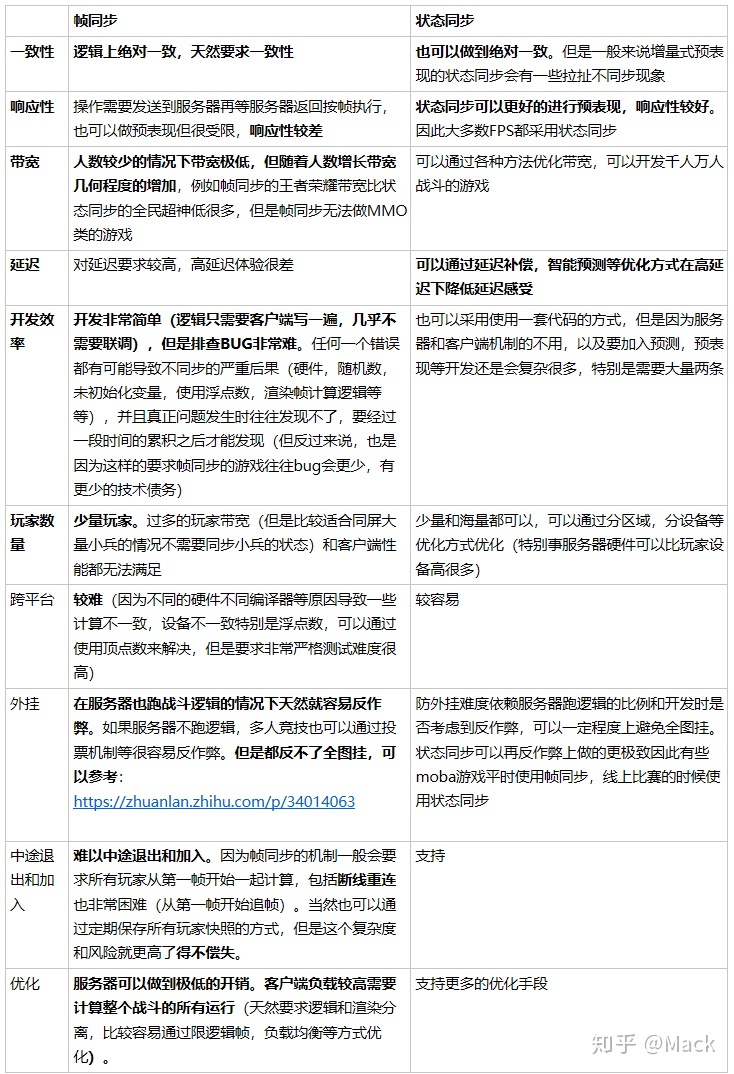 帧同步
状态同步
一致性
逻辑上绝对一致，天然要求一致性
也可以做到绝对一致。但是一般来说增量式预表
现的状态同步会有一些拉扯不同步现象
响应性
操作需要发送到服务器再等服务器返回按帧执行，
也可以做预表现但很受限，响应性较差
状态同步可以更好的进行预表现，响应性较好。
因此大多数FPS都采用状态同步
带宽
人数较少的情况下带宽极低，但随着人数增长带宽
几何程度的增加，例如帧同步的王者荣耀带宽比状
态同步的全民超神低很多，但是帧同步无法做MMO
类的游戏
可以通过各种方法优化带宽，可以开发千人万人
战斗的游戏
延迟
对延迟要求较高，高延迟体验很差
可以通过延迟补偿，智能预测等优化方式在高延
迟下降低延迟感受
开发效
率
开发非常简单（逻辑只需要客户端写一遍，几乎不
需要联调），但是排查BUG非常难。任何一个错误
都有可能导致不同步的严重后果（硬件，随机数，
未初始化变量，使用浮点数，渲染帧计算逻辑等
等），并且真正问题发生时往往发现不了，要经过
一段时间的累积之后才能发现（但反过来说，也是
因为这样的要求帧同步的游戏往往bug会更少，有
更少的技术债务）
也可以采用使用一套代码的方式，但是因为服务
器和客户端机制的不用，以及要加入预测，预表
现等开发还是会复杂很多，特别是需要大量两条
玩家数
量
少量玩家。过多的玩家带宽（但是比较适合同屏大
量小兵的情况不需要同步小兵的状态）和客户端性
能都无法满足
少量和海量都可以，可以通过分区域，分设备等
优化方式优化（特别事服务器硬件可以比玩家设
备高很多）
跨平台
较难（因为不同的硬件不同编译器等原因导致一些
计算不一致，设备不一致特别是浮点数，可以通过
使用顶点数来解决，但是要求非常严格测试难度很
高）
较容易
外挂
在服务器也跑战斗逻辑的情况下天然就容易反作
弊。如果服务器不跑逻辑，多人竞技也可以通过投
票机制等很容易反作弊。但是都反不了全图挂，可
以参考：
https://zhuanlan.zhihu.com/p/34014063
防外挂难度依赖服务器跑逻辑的比例和开发时是
否考虑到反作弊，可以一定程度上避免全图挂。
状态同步可以再反作弊上做的更极致因此有些
moba游戏平时使用帧同步，线上比赛的时候使
用状态同步
中途退
出和加
入
难以中途退出和加入。因为帧同步的机制一般会要
求所有玩家从第一帧开始一起计算，包括断线重连
也非常困难（从第一帧开始追帧）。当然也可以通
过定期保存所有玩家快照的方式，但是这个复杂度
和风险就更高了得不偿失。
支持
优化
服务器可以做到极低的开销。客户端负载较高需要
计算整个战斗的所有运行（天然要求逻辑和渲染分
离，比较容易通过限逻辑帧，负载均衡等方式优
化）。
支持更多的优化手段
知乎 @Mack